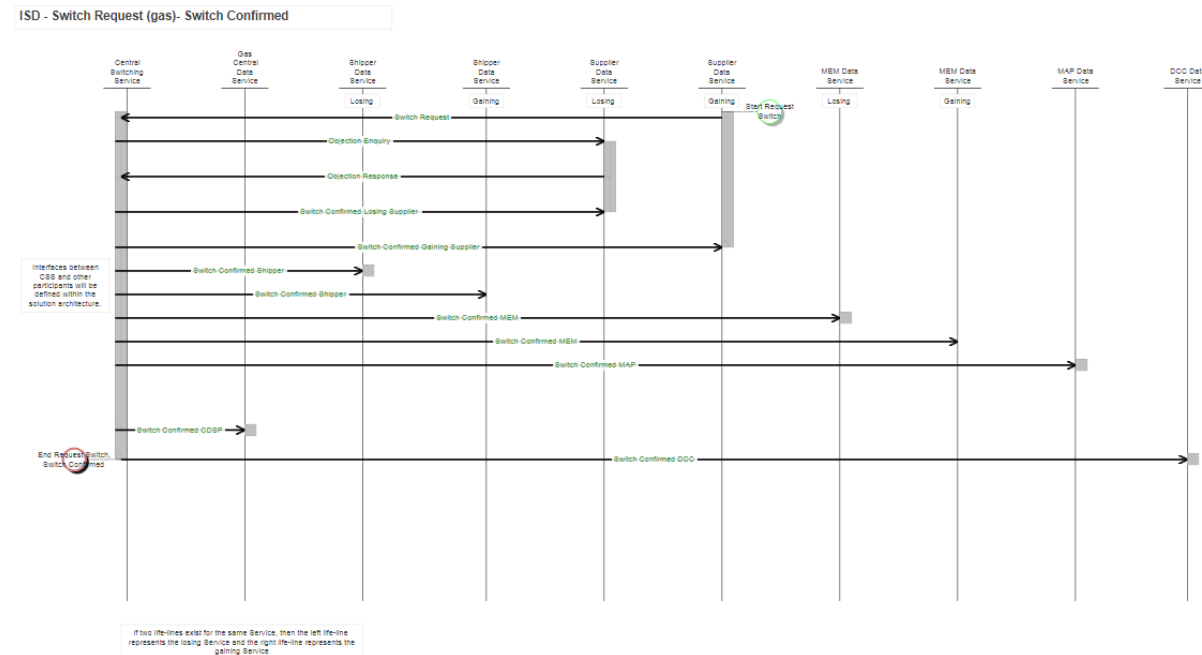 ISD - Switch Request (gas)- Switch Confirmed
Central
Switching
Service
Gas
Central
Data
Service
Shipper
Data
Service
Losing
Shipper
Data
Service
Gaining
Supplier
Data
Service
Losing
Supplier
Data
Service
Gaining
MEM Data
Service
Losing
MEM Data
Service
Gaining
MAP Data
Service
DCC Dat
Service
Start Request
Switch
Switch Request
Objection Enquiry
Objection Response
Switch Confirmed Losing Supplier
Switch Confirmed Gaining Supplier
Interfaces between
CSS and other
participants will be
defined within the
solution architecture.
Switch Confirmed Shipper
Switch Confirmed Shipper
Switch Confirmed MEM
Switch Confirmed MEM
Switch Confirmed MAP
Switch Confirmed CDSP
End Request Switch,
Switch Confirmed
Switch Confirmed DCC
If two life-lines exist for the same Service, then the left life-line
represents the losing Service and the right life-line represents the
gaining Service